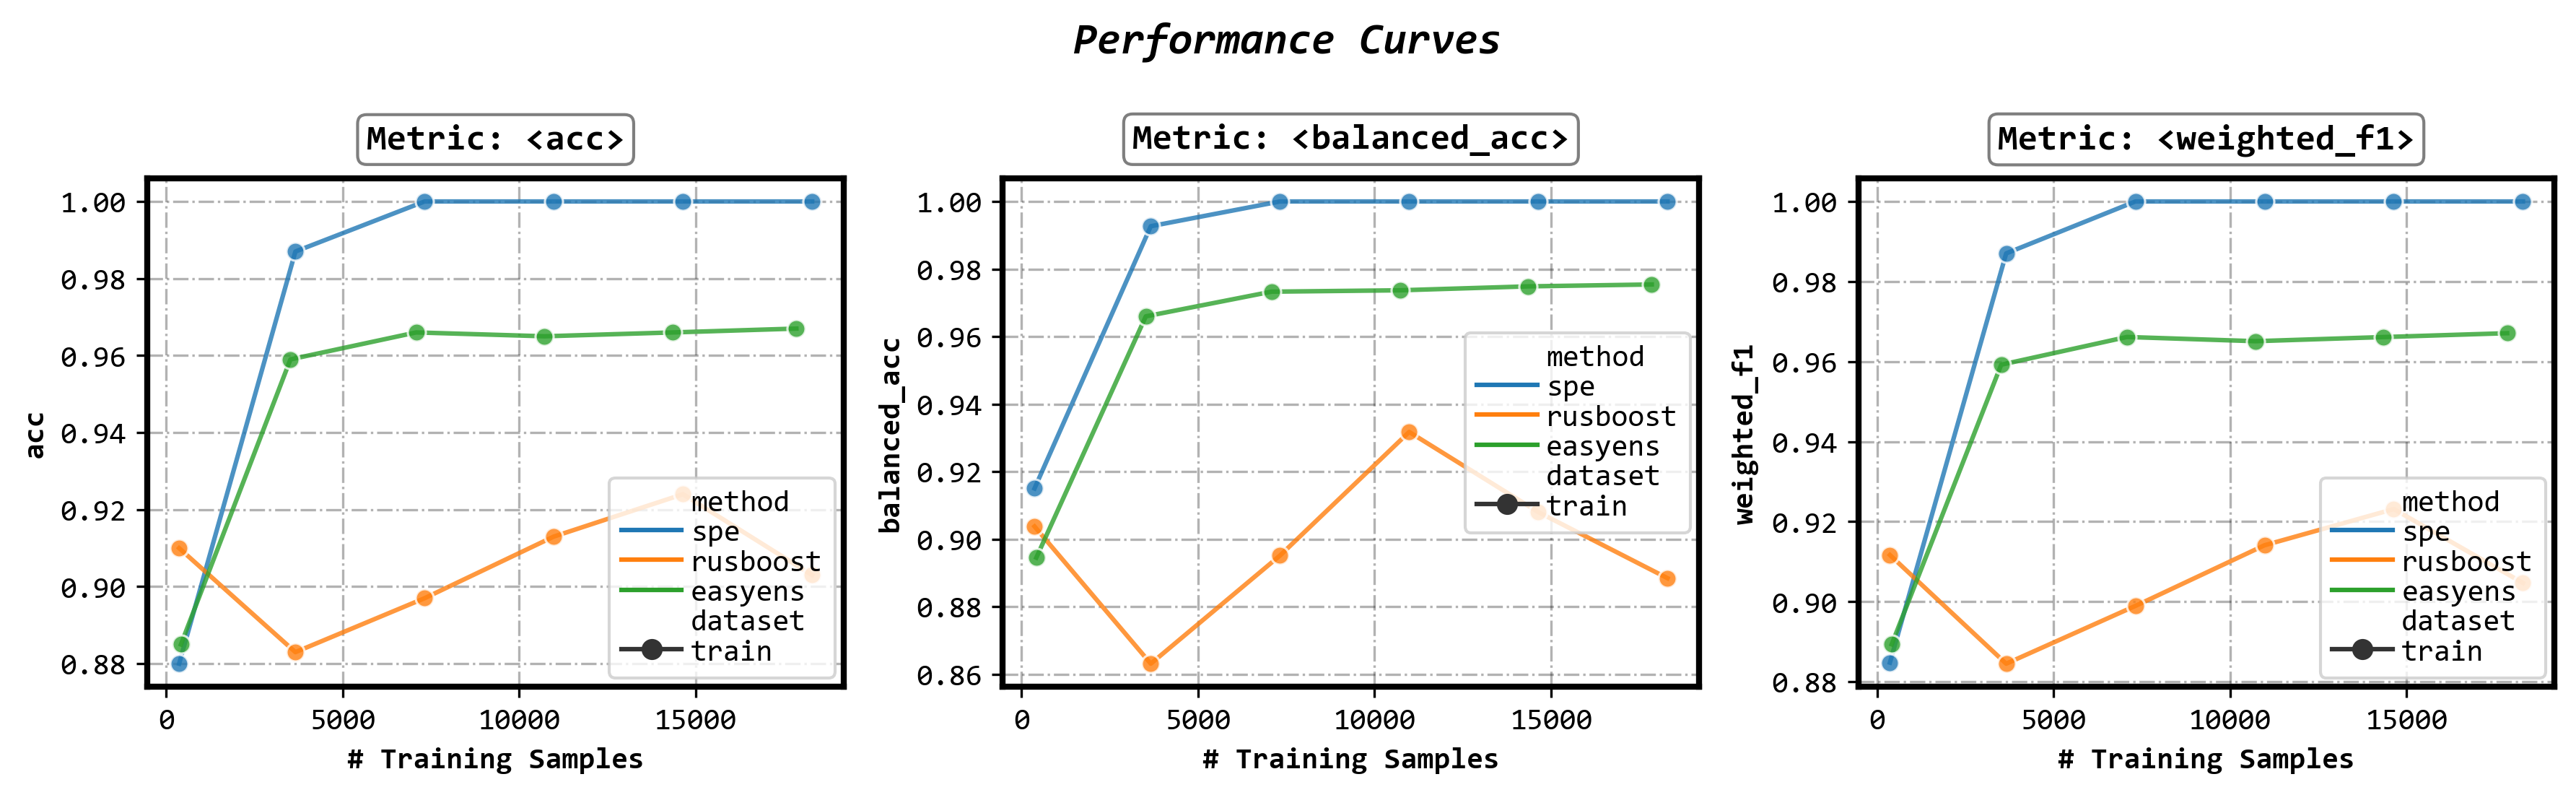 Performance Curves
Metric: <acc>
1.00
0.98
0.96
0.94
0.92
0.90
0.88
acc
0
5000
10000
15000
# Training Samples
method
spe
rusboost
easyens
dataset
train
Metric: <balanced_acc>
1.00
0.98
0.96
0.94
0.92
0.90
0.88
0.86
balanced_acc
0
5000
10000
15000
# Training Samples
method
spe
rusboost
easyens
dataset
train
Metric: <weighted_f1>
1.00
0.98
0.96
0.94
0.92
0.90
0.88
weighted_f1
0
5000
10000
15000
# Training Samples
method
spe
rusboost
easyens
dataset
train